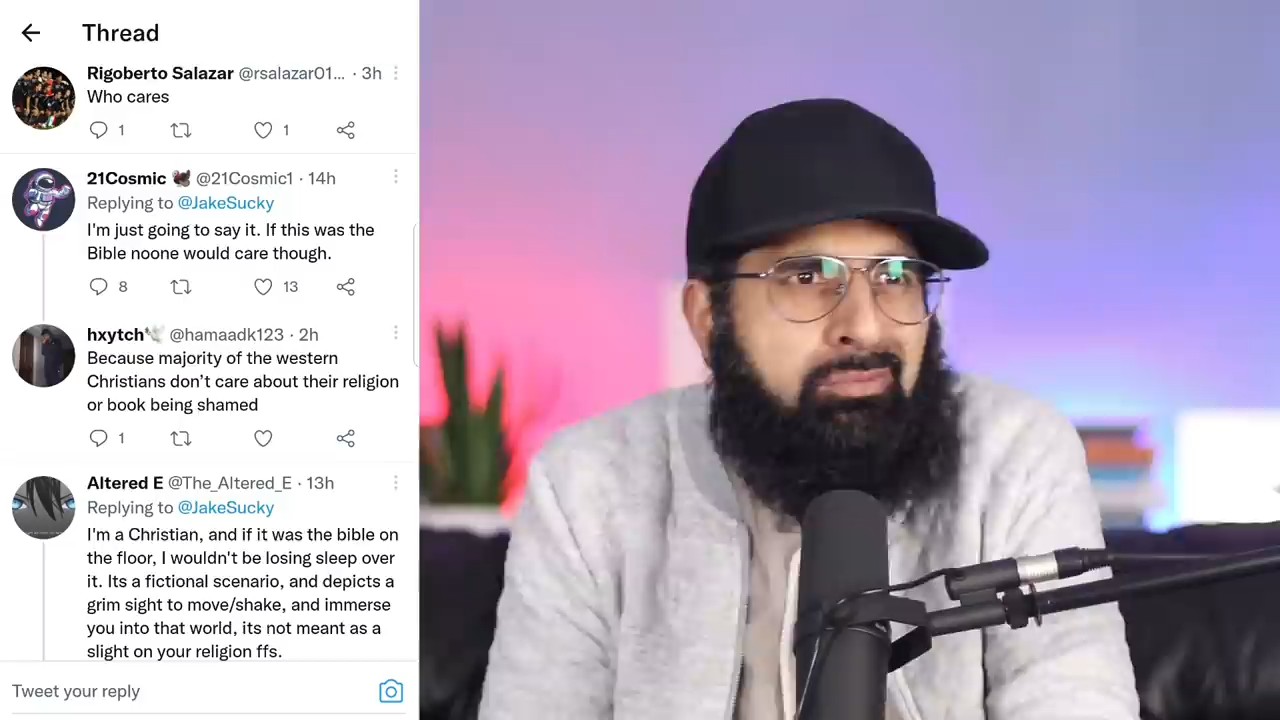 Thread
Rigoberto Salazar @rsalazar01... · 3h
Who cares
1 1
21Cosmic @21Cosmic1 · 14h
Replying to @JakeSucky
I'm just going to say it. If this was the
Bible noone would care though.
8 13
hxytch @hamaadk123 · 2h
Because majority of the western
Christians don't care about their religion
or book being shamed
1
Altered E @The_Altered_E · 13h
Replying to @JakeSucky
I'm a Christian, and if it was the bible on
the floor, I wouldn't be losing sleep over
it. Its a fictional scenario, and depicts a
grim sight to move/shake, and immerse
you into that world, its not meant as a
slight on your religion ffs.
Tweet your reply